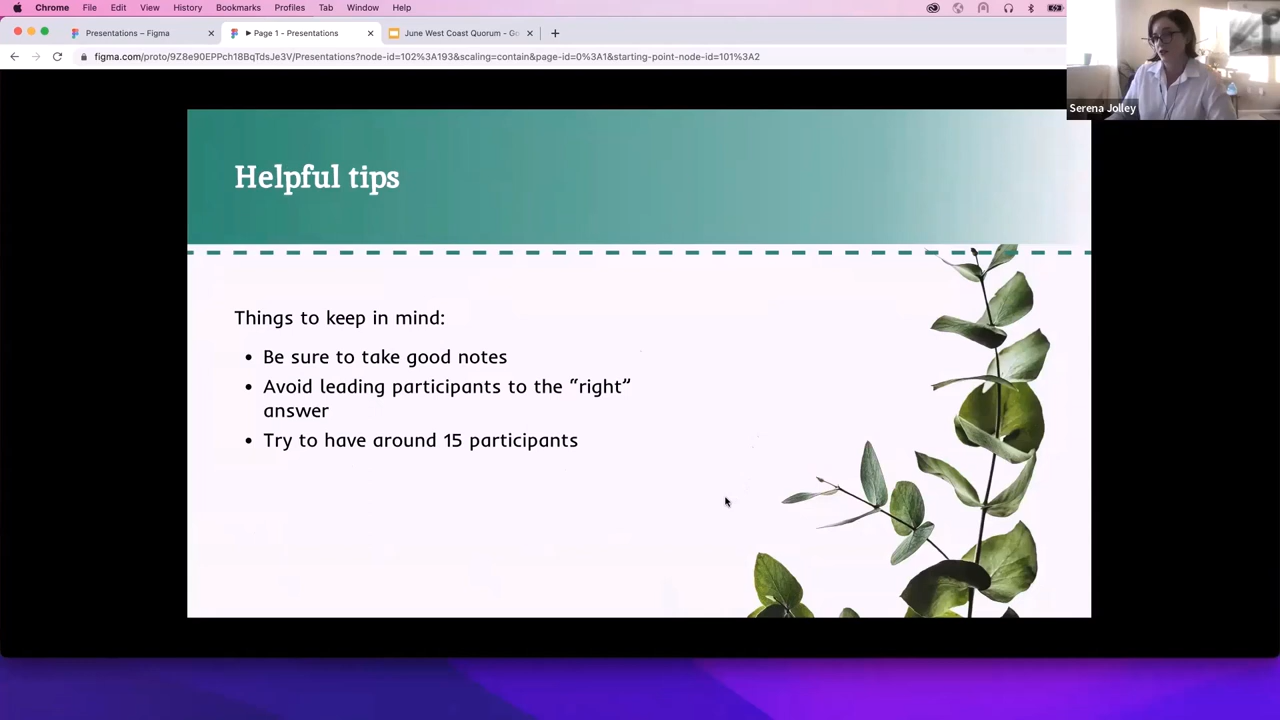 Chrome File Edit View History Bookmarks Profiles Tab Window Help
Presentations – Figma
Page 1 - Presentations
June West Coast Quorum - Go
figma.com/proto/9Z8e90EPPch18BqTdsJe3V/Presentations?node-id=102%3A193&scaling=contain&page-id=0%3A1&starting-point-node-id=101%3A2
Serena Jolley
Helpful tips
Things to keep in mind:
• Be sure to take good notes
• Avoid leading participants to the “right”
answer
• Try to have around 15 participants